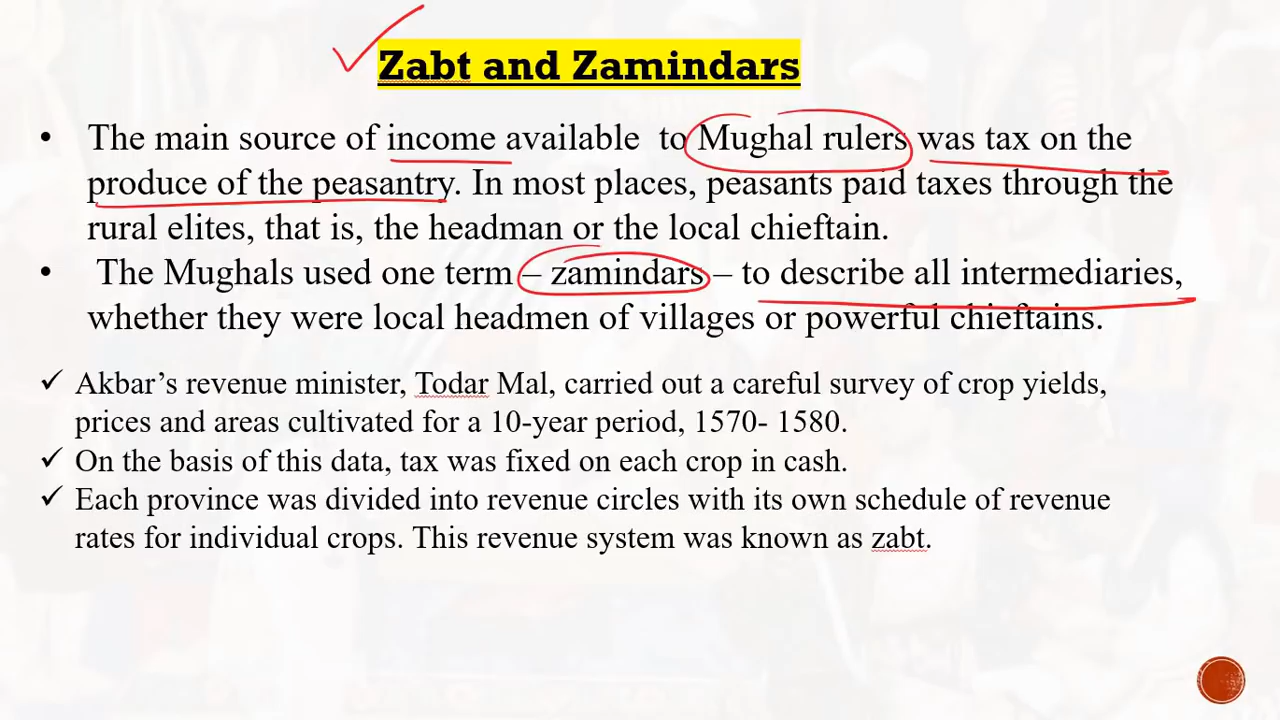 Zabt and Zamindars
• The main source of income available to Mughal rulers was tax on the
produce of the peasantry. In most places, peasants paid taxes through the
rural elites, that is, the headman or the local chieftain.
• The Mughals used one term – zamindars – to describe all intermediaries,
whether they were local headmen of villages or powerful chieftains.
✓ Akbar’s revenue minister, Todar Mal, carried out a careful survey of crop yields,
prices and areas cultivated for a 10-year period, 1570- 1580.
✓ On the basis of this data, tax was fixed on each crop in cash.
✓ Each province was divided into revenue circles with its own schedule of revenue
rates for individual crops. This revenue system was known as zabt.